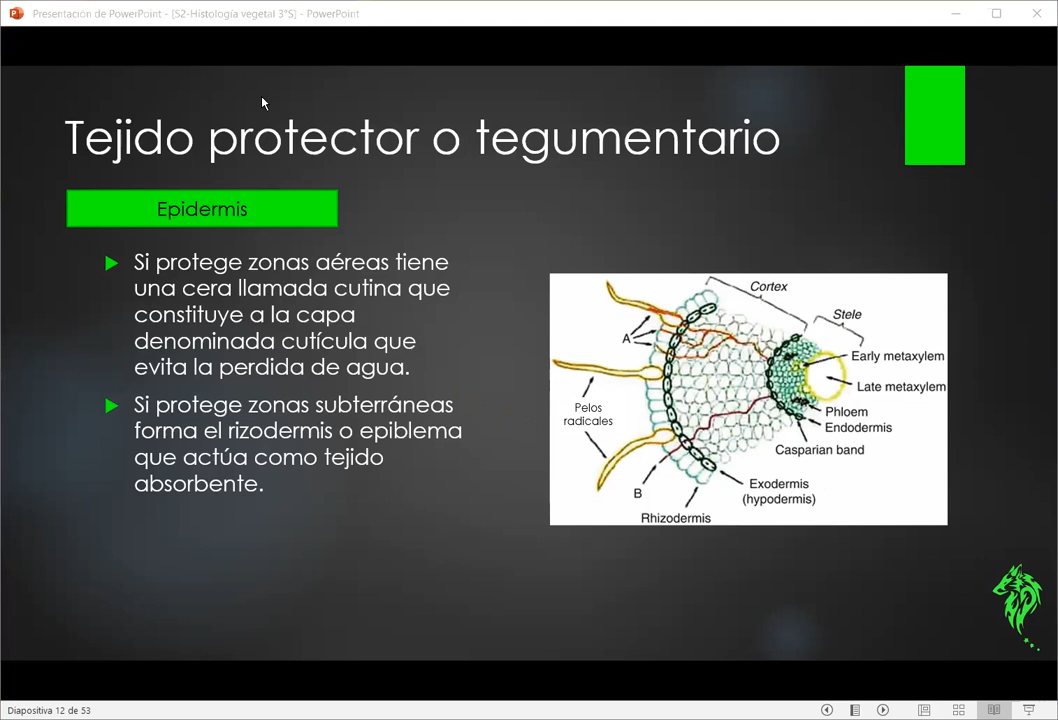 Presentación de PowerPoint - [S2-Histología vegetal 3°S] - PowerPoint
Tejido protector o tegumentario
Epidermis
Si protege zonas aéreas tiene
una cera llamada cutina que
constituye a la capa
denominada cutícula que
evita la perdida de agua.
Si protege zonas subterráneas
forma el rizodermis o epiblema
que actúa como tejido
absorbente.
Cortex
Stele
A
Early metaxylem
Late metaxylem
Pelos
radicales
Phloem
Endodermis
Casparian band
B
Exodermis
(hypodermis)
Rhizodermis
Diapositiva 12 de 53